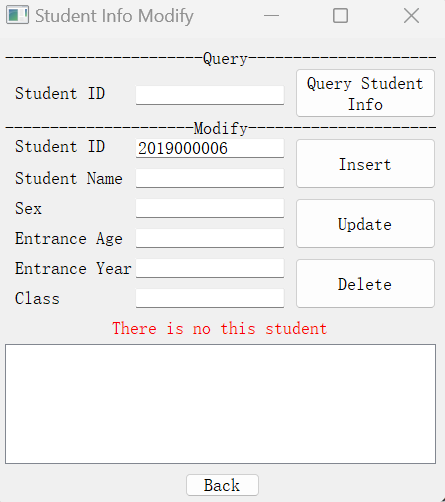 Student Info Modify
----------------------Query---------------------
Student ID
Query Student
Info
---------------------Modify---------------------
Student ID 2019000006
Insert
Student Name
Sex
Update
Entrance Age
Entrance Year
Delete
Class
There is no this student
Back